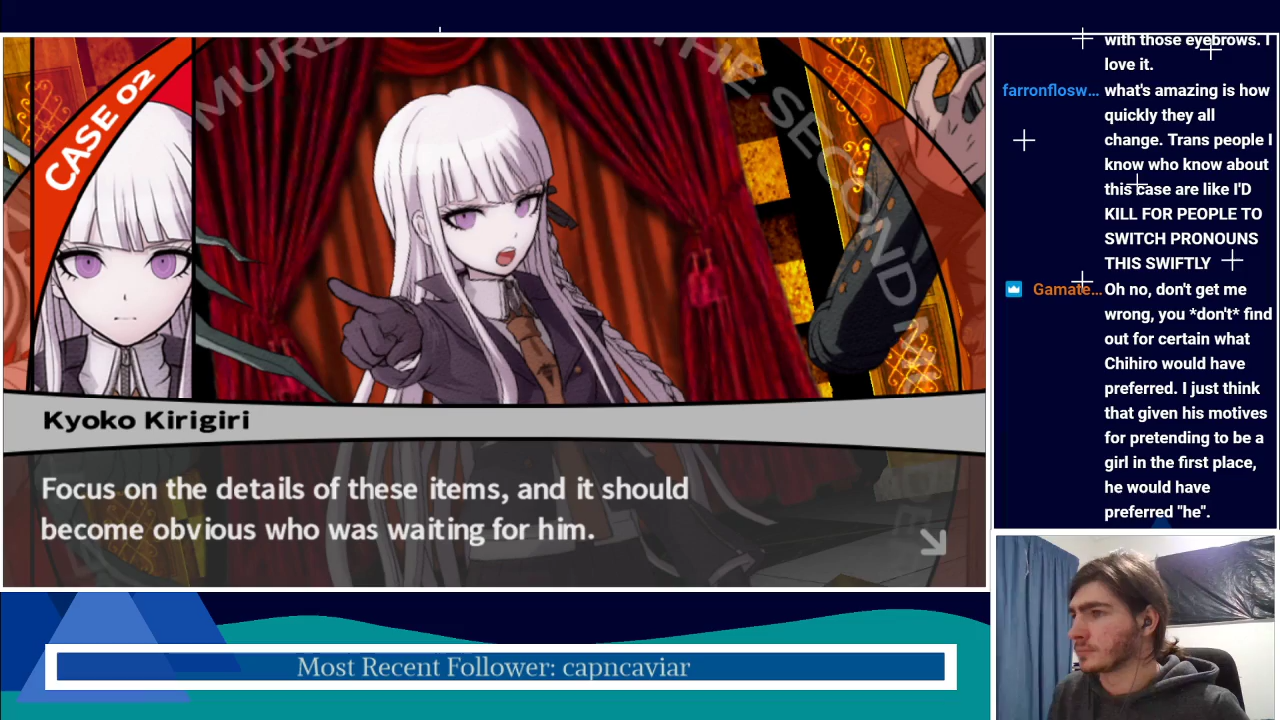 CASE 02
MURD
THE SECOND
Kyoko Kirigiri
Focus on the details of these items, and it should
become obvious who was waiting for him.
with those eyebrows. I
love it.
farronflosw… what's amazing is how
quickly they all
change. Trans people I
know who know about
this case are like I'D
KILL FOR PEOPLE TO
SWITCH PRONOUNS
THIS SWIFTLY
Gamate… Oh no, don't get me
wrong, you *don't* find
out for certain what
Chihiro would have
preferred. I just think
that given his motives
for pretending to be a
girl in the first place,
he would have
preferred "he".
Most Recent Follower: capncaviar